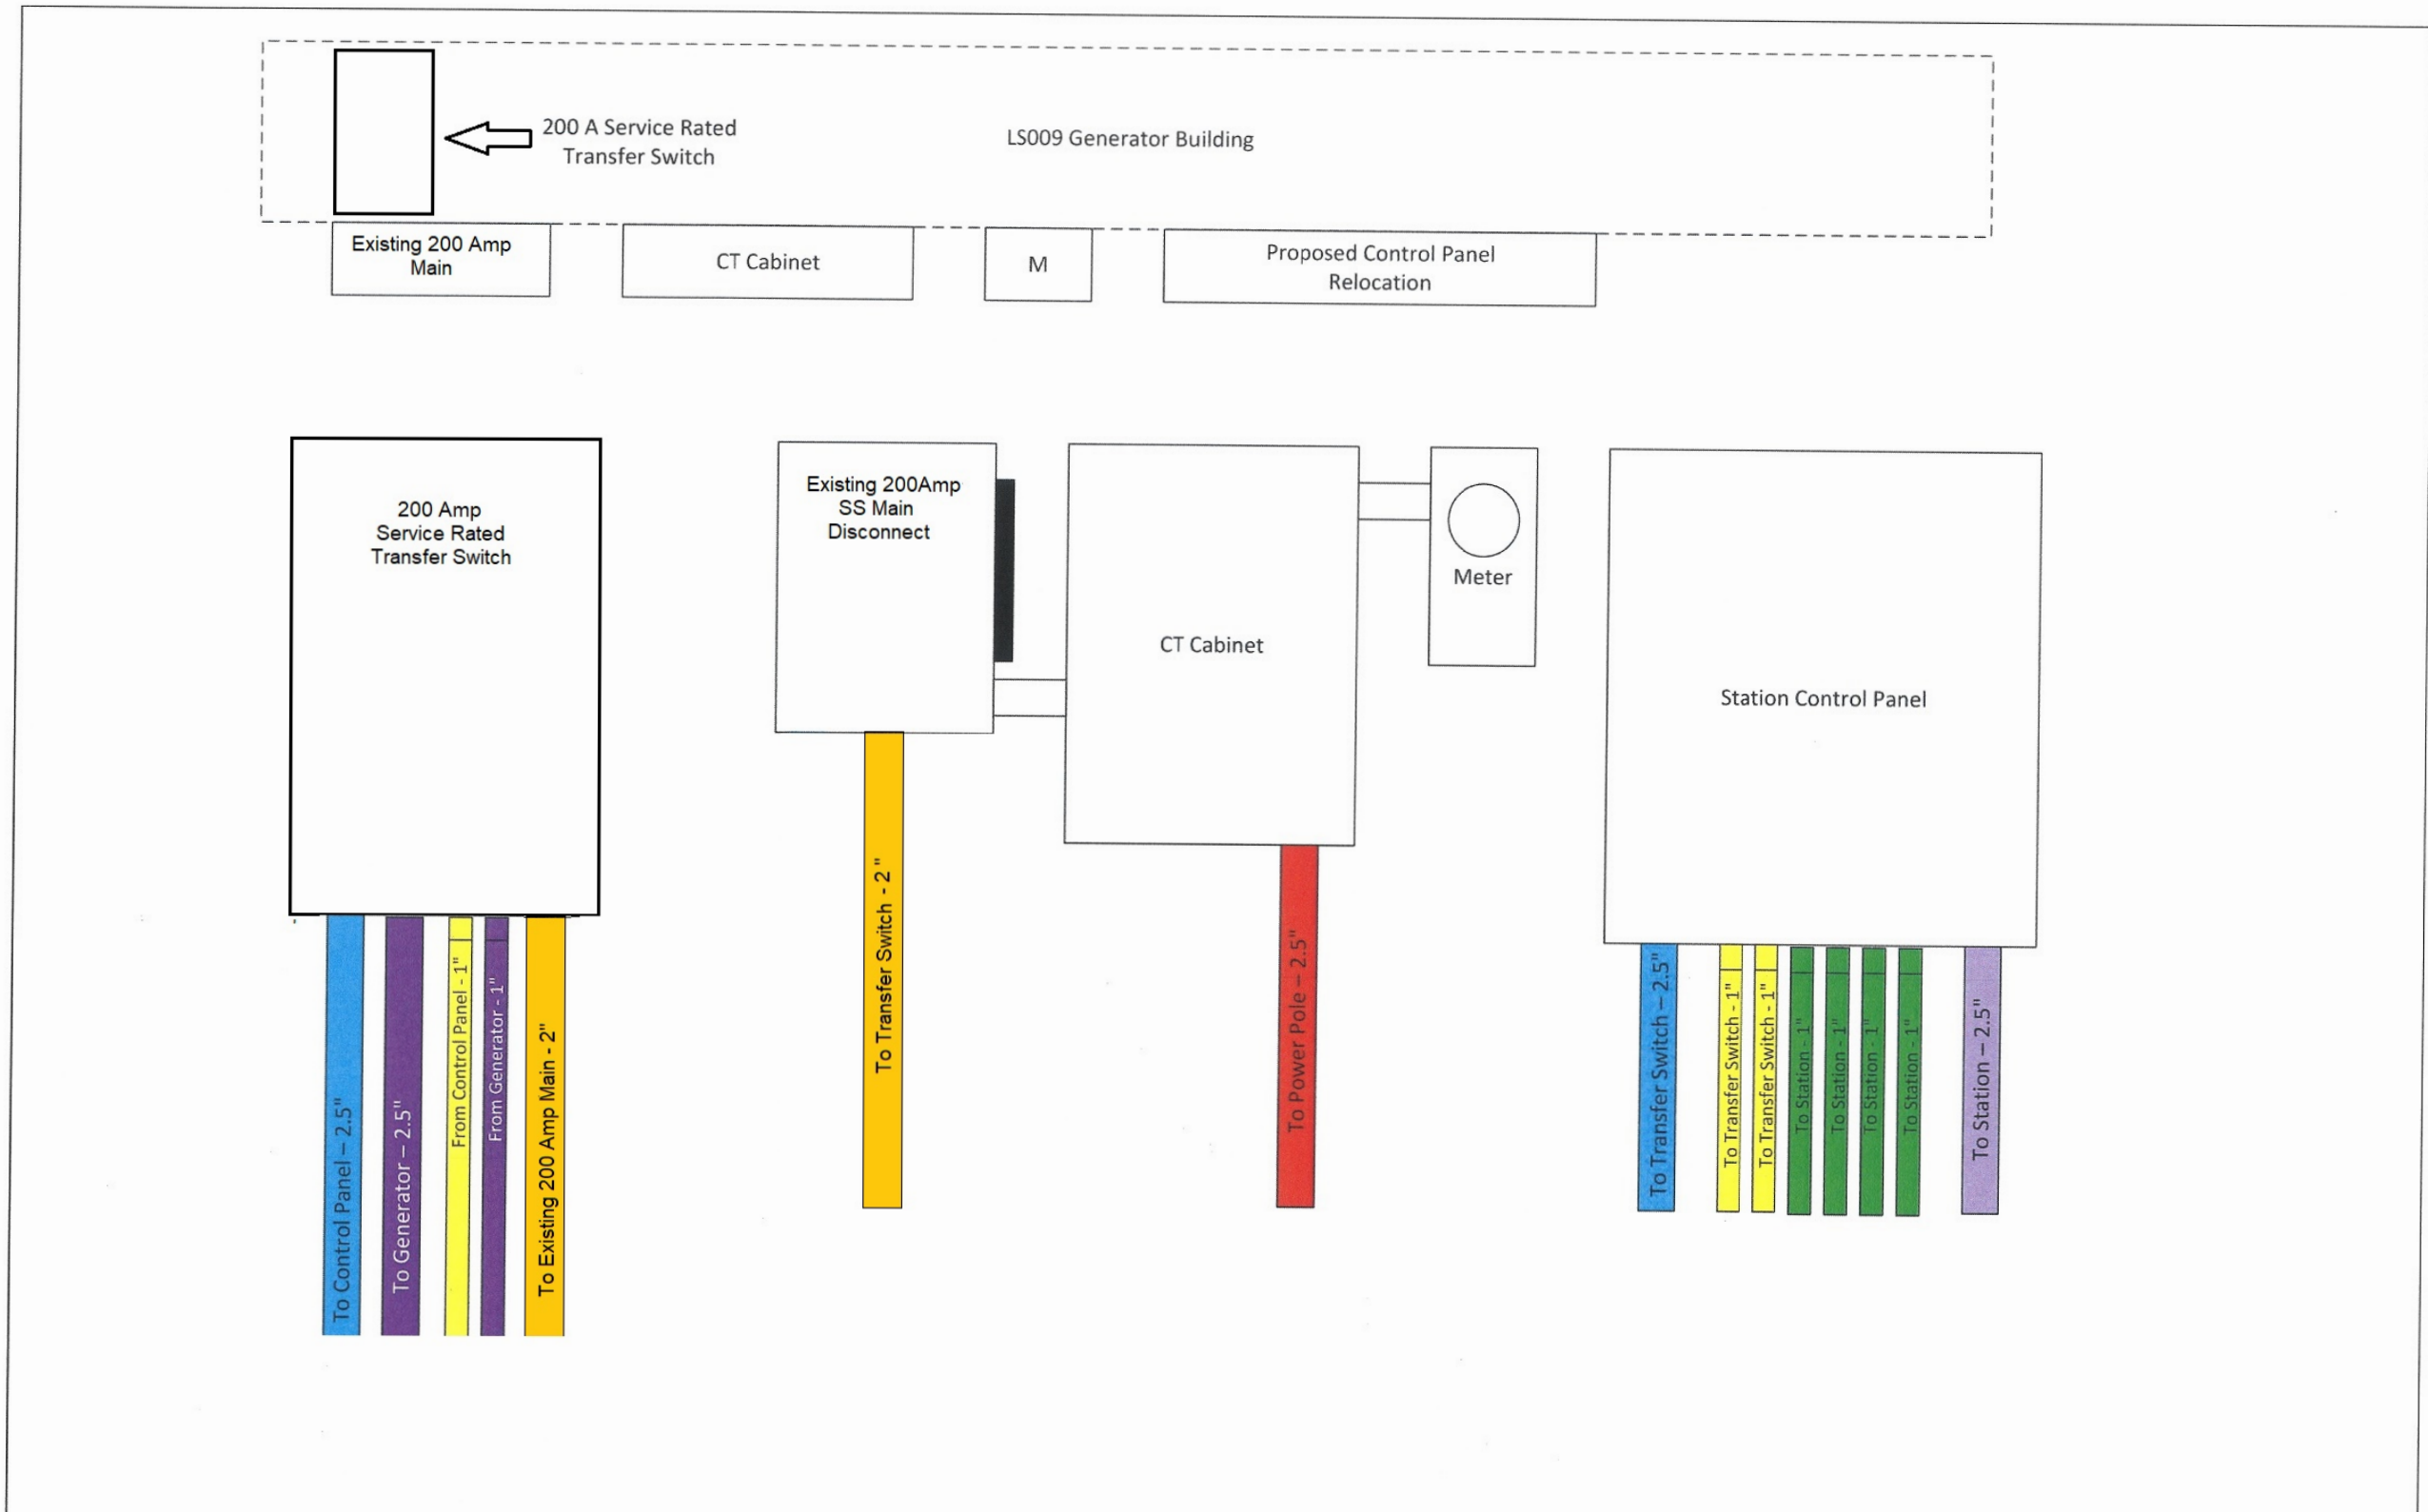 200 A Service Rated
Transfer Switch
LS009 Generator Building
Existing 200 Amp
Main
CT Cabinet
M
Proposed Control Panel
Relocation
200 Amp
Service Rated
Transfer Switch
Existing 200Amp
SS Main
Disconnect
CT Cabinet
Meter
Station Control Panel
To Control Panel – 2.5"
To Generator – 2.5"
From Control Panel - 1"
From Generator - 1"
To Existing 200 Amp Main - 2"
To Transfer Switch - 2"
To Power Pole – 2.5"
To Transfer Switch – 2.5"
To Transfer Switch - 1"
To Transfer Switch - 1"
To Station - 1"
To Station - 1"
To Station - 1"
To Station - 1"
To Station – 2.5"